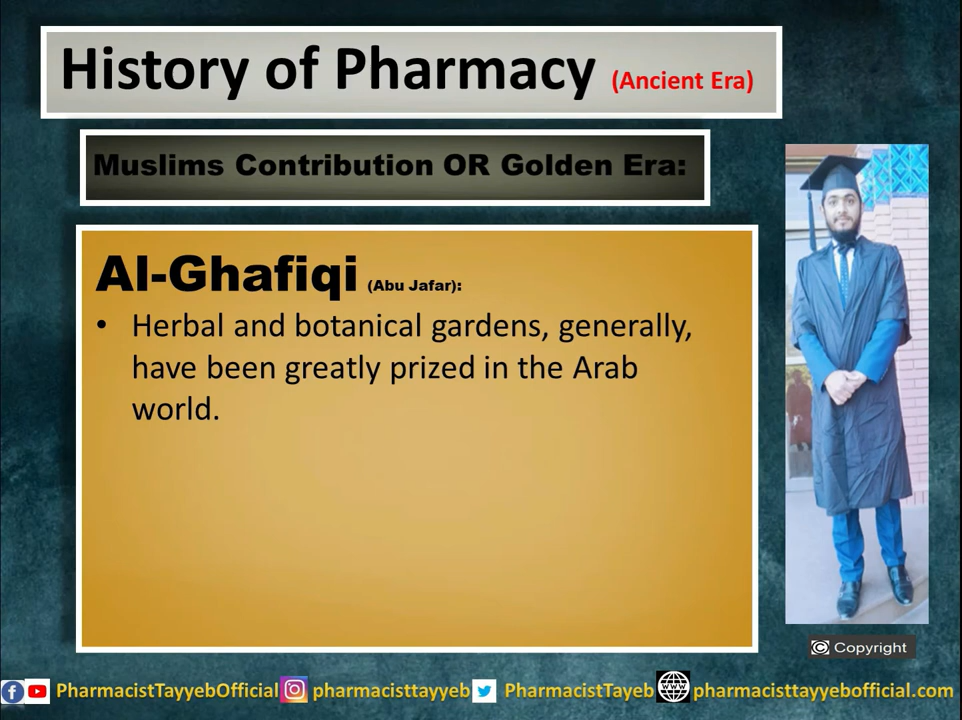 History of Pharmacy (Ancient Era)
Muslims Contribution OR Golden Era:
Al-Ghafiqi (Abu Jafar):
• Herbal and botanical gardens, generally,
have been greatly prized in the Arab
world.
© Copyright
PharmacistTayyebOfficial pharmacisttayyeb PharmacistTayeb pharmacisttayyebofficial.com